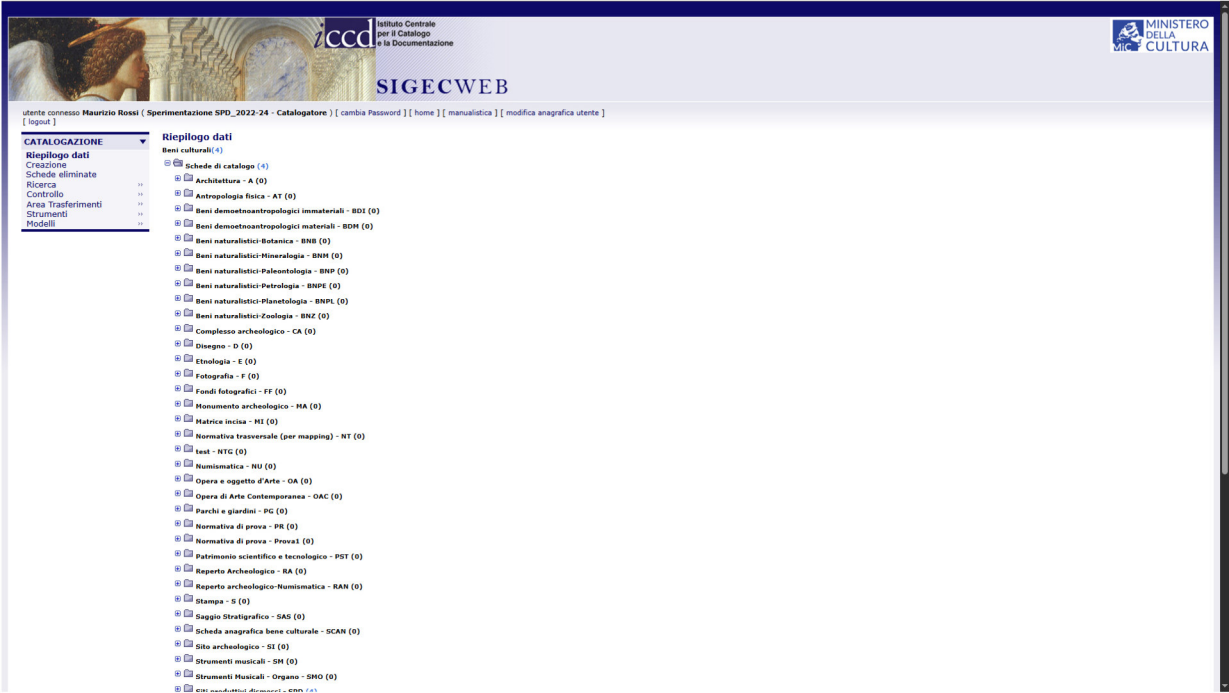 iccd
Istituto Centrale
per il Catalogo
e la Documentazione
MiC
MINISTERO
DELLA
CULTURA
SIGECWEB
utente connesso Maurizio Rossi ( Sperimentazione SPD_2022-24 - Catalogatore ) [ cambia Password ] [ home ] [ manualistica ] [ modifica anagrafica utente ]
[ logout ]
CATALOGAZIONE
Riepilogo dati
Creazione
Schede eliminate
Ricerca »
Controllo »
Area Trasferimenti »
Strumenti »
Modelli »
Riepilogo dati
Beni culturali(4)
Schede di catalogo (4)
Architettura - A (0)
Antropologia fisica - AT (0)
Beni demoetnoantropologici immateriali - BDI (0)
Beni demoetnoantropologici materiali - BDM (0)
Beni naturalistici-Botanica - BNB (0)
Beni naturalistici-Mineralogia - BNM (0)
Beni naturalistici-Paleontologia - BNP (0)
Beni naturalistici-Petrologia - BNPE (0)
Beni naturalistici-Planetologia - BNPL (0)
Beni naturalistici-Zoologia - BNZ (0)
Complesso archeologico - CA (0)
Disegno - D (0)
Etnologia - E (0)
Fotografia - F (0)
Fondi fotografici - FF (0)
Monumento archeologico - MA (0)
Matrice incisa - MI (0)
Normativa trasversale (per mapping) - NT (0)
test - NTG (0)
Numismatica - NU (0)
Opera e oggetto d'Arte - OA (0)
Opera di Arte Contemporanea - OAC (0)
Parchi e giardini - PG (0)
Normativa di prova - PR (0)
Normativa di prova - Prova1 (0)
Patrimonio scientifico e tecnologico - PST (0)
Reperto Archeologico - RA (0)
Reperto archeologico-Numismatica - RAN (0)
Stampa - S (0)
Saggio Stratigrafico - SAS (0)
Scheda anagrafica bene culturale - SCAN (0)
Sito archeologico - SI (0)
Strumenti musicali - SM (0)
Strumenti Musicali - Organo - SMO (0)
Siti produttivi dismessi - SPD (4)